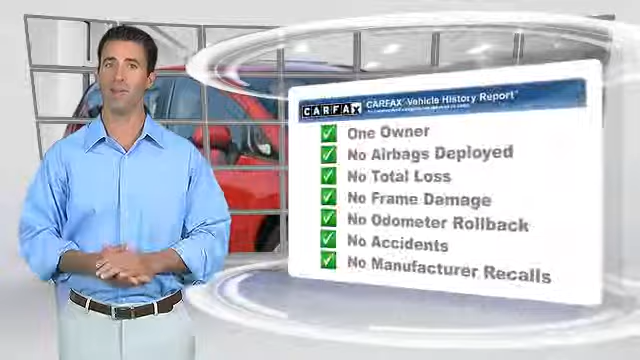 CARFAX CARFAX Vehicle History Report
One Owner
No Airbags Deployed
No Total Loss
No Frame Damage
No Odometer Rollback
No Accidents
No Manufacturer Recalls